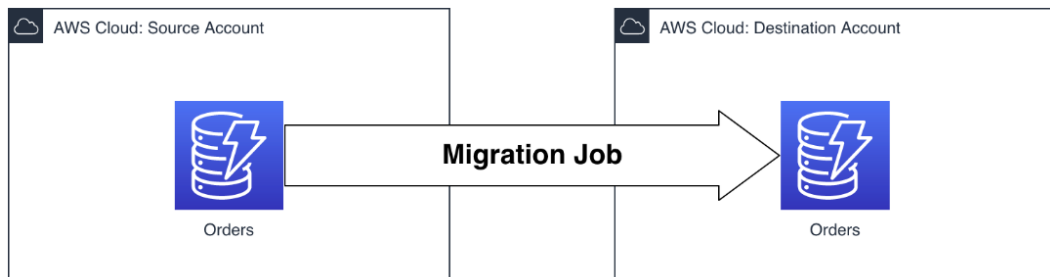 AWS Cloud: Source Account
AWS Cloud: Destination Account
Migration Job
Orders
Orders